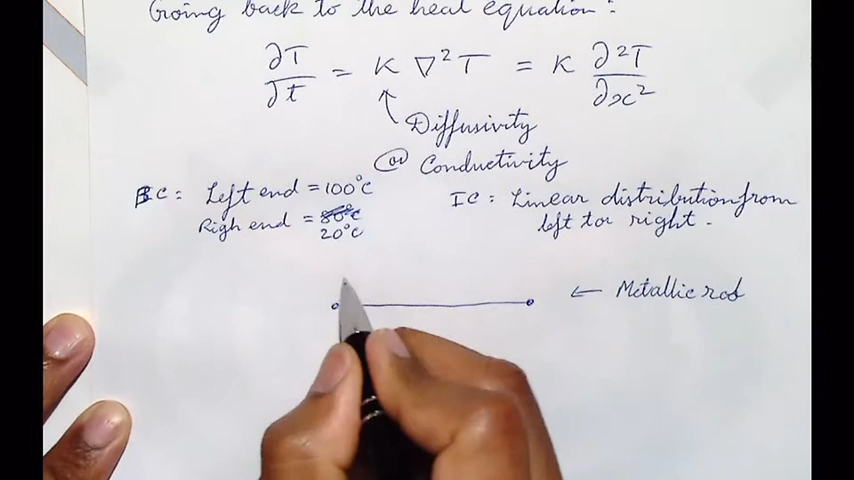 Going back to the heat equation:
∂T/∂t = K ∇²T = K ∂²T/∂x²
Diffusivity
or Conductivity
BC: Left end = 100°C
Righ end = 80°C
20°C
IC: Linear distribution from
left to right.
← Metallic rod